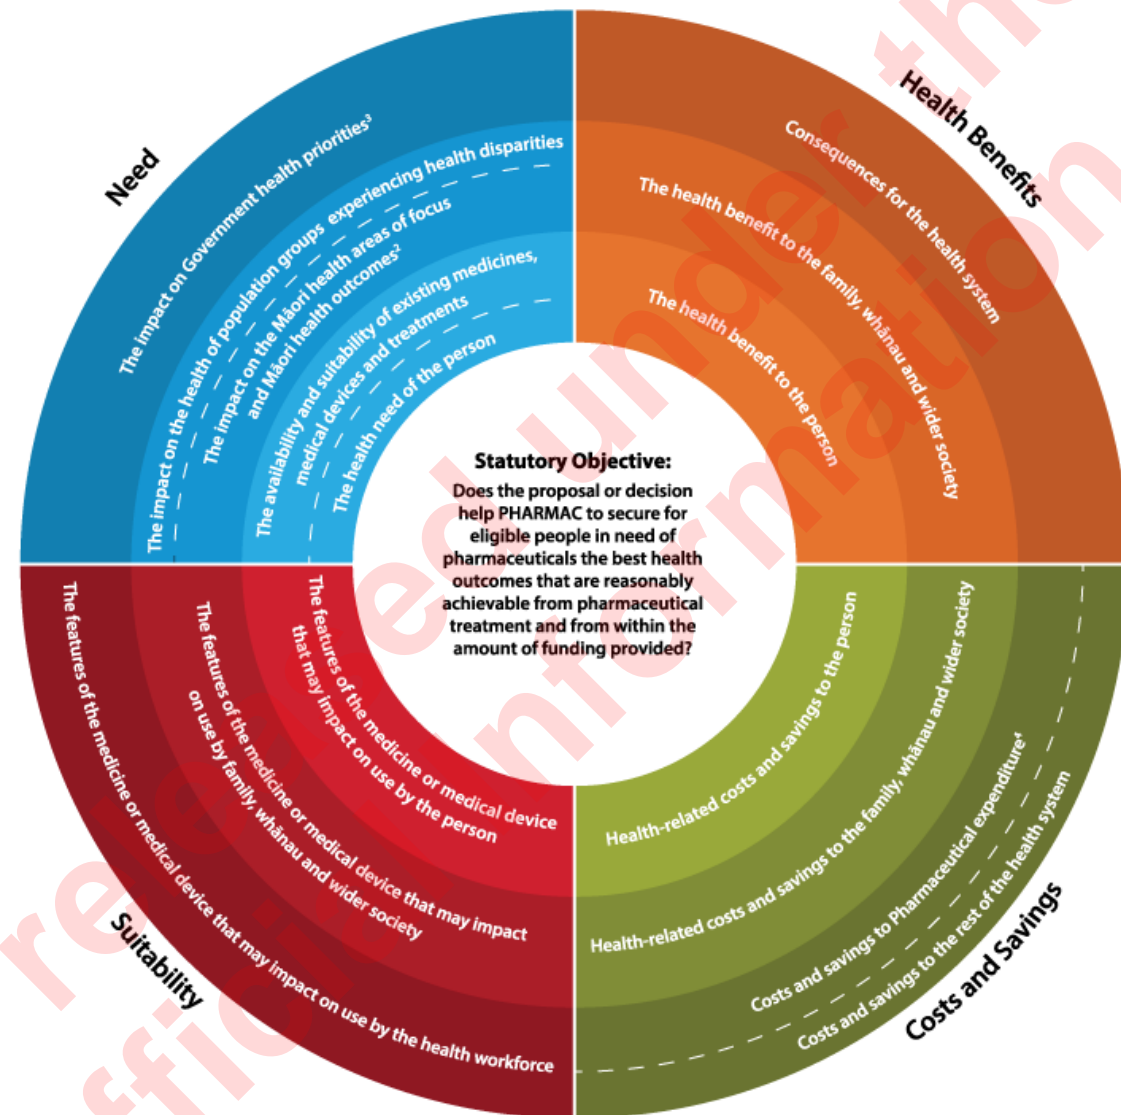 Need
The impact on Government health priorities³
The impact on the health of population groups experiencing health disparities
The impact on the Māori health areas of focus
and Māori health outcomes²
The availability and suitability of existing medicines,
medical devices and treatments
The health need of the person
Health Benefits
Consequences for the health system
The health benefit to the family, whānau and wider society
The health benefit to the person
Statutory Objective:
Does the proposal or decision
help PHARMAC to secure for
eligible people in need of
pharmaceuticals the best health
outcomes that are reasonably
achievable from pharmaceutical
treatment and from within the
amount of funding provided?
The features of the medicine or medical device
that may impact on use by the person
The features of the medicine or medical device that may impact
on use by family, whānau and wider society
The features of the medicine or medical device that may impact on use by the health workforce
Suitability
Health-related costs and savings to the person
Health-related costs and savings to the family, whānau and wider society
Costs and savings to Pharmaceutical expenditure⁴
Costs and savings to the rest of the health system
Costs and Savings
released under the
information